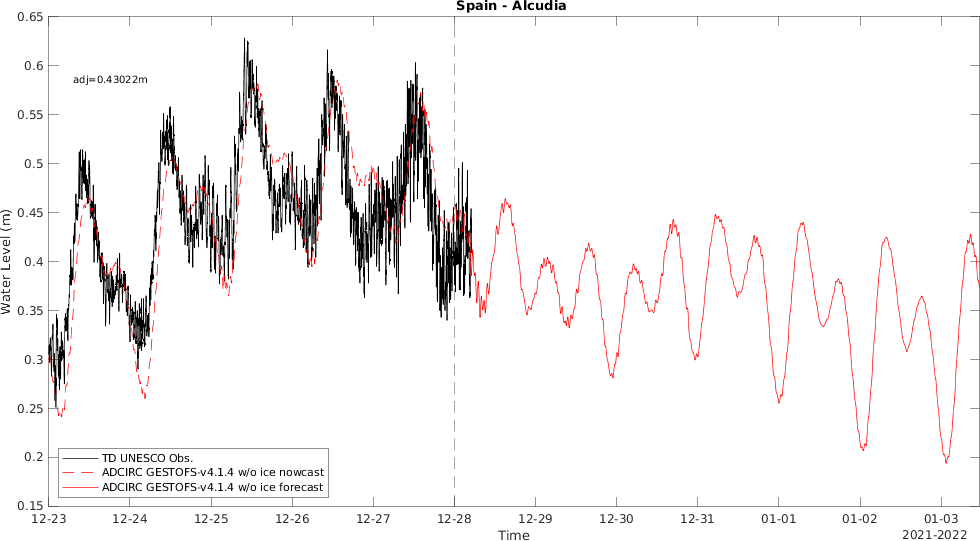 Spain - Alcudia
0.65
0.6
0.55
0.5
0.45
0.4
0.35
0.3
0.25
0.2
0.15
Water Level (m)
adj=0.43022m
TD UNESCO Obs.
ADCIRC GESTOFS-v4.1.4 w/o ice nowcast
ADCIRC GESTOFS-v4.1.4 w/o ice forecast
12-23 12-24 12-25 12-26 12-27 12-28 12-29 12-30 12-31 01-01 01-02 01-03
Time
2021-2022